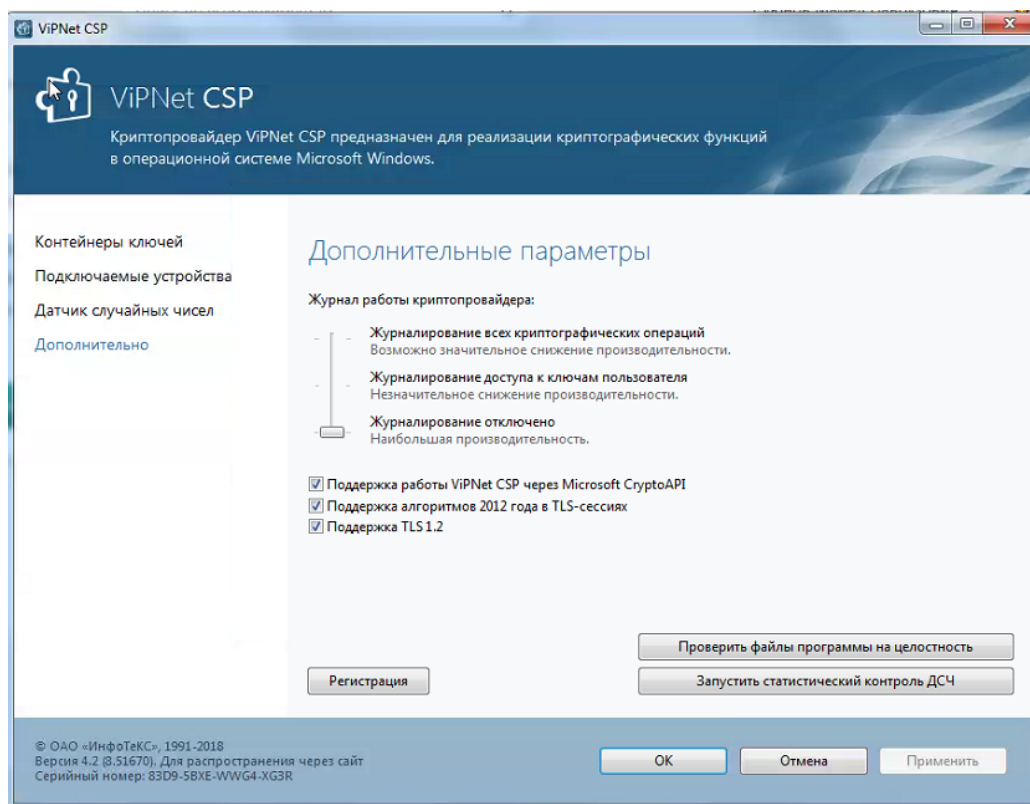 ViPNet CSP
ViPNet CSP
Криптопровайдер ViPNet CSP предназначен для реализации криптографических функций
в операционной системе Microsoft Windows.
Контейнеры ключей
Подключаемые устройства
Датчик случайных чисел
Дополнительно
Дополнительные параметры
Журнал работы криптопровайдера:
Журналирование всех криптографических операций
Возможно значительное снижение производительности.
Журналирование доступа к ключам пользователя
Незначительное снижение производительности.
Журналирование отключено
Наибольшая производительность.
Поддержка работы ViPNet CSP через Microsoft CryptoAPI
Поддержка алгоритмов 2012 года в TLS-сессиях
Поддержка TLS 1.2
Проверить файлы программы на целостность
Регистрация
Запустить статистический контроль ДСЧ
© ОАО «ИнфоТеКС», 1991-2018
Версия 4.2 (8.51670). Для распространения через сайт
Серийный номер: 83D9-5BXE-WWG4-XG3R
ОК
Отмена
Применить